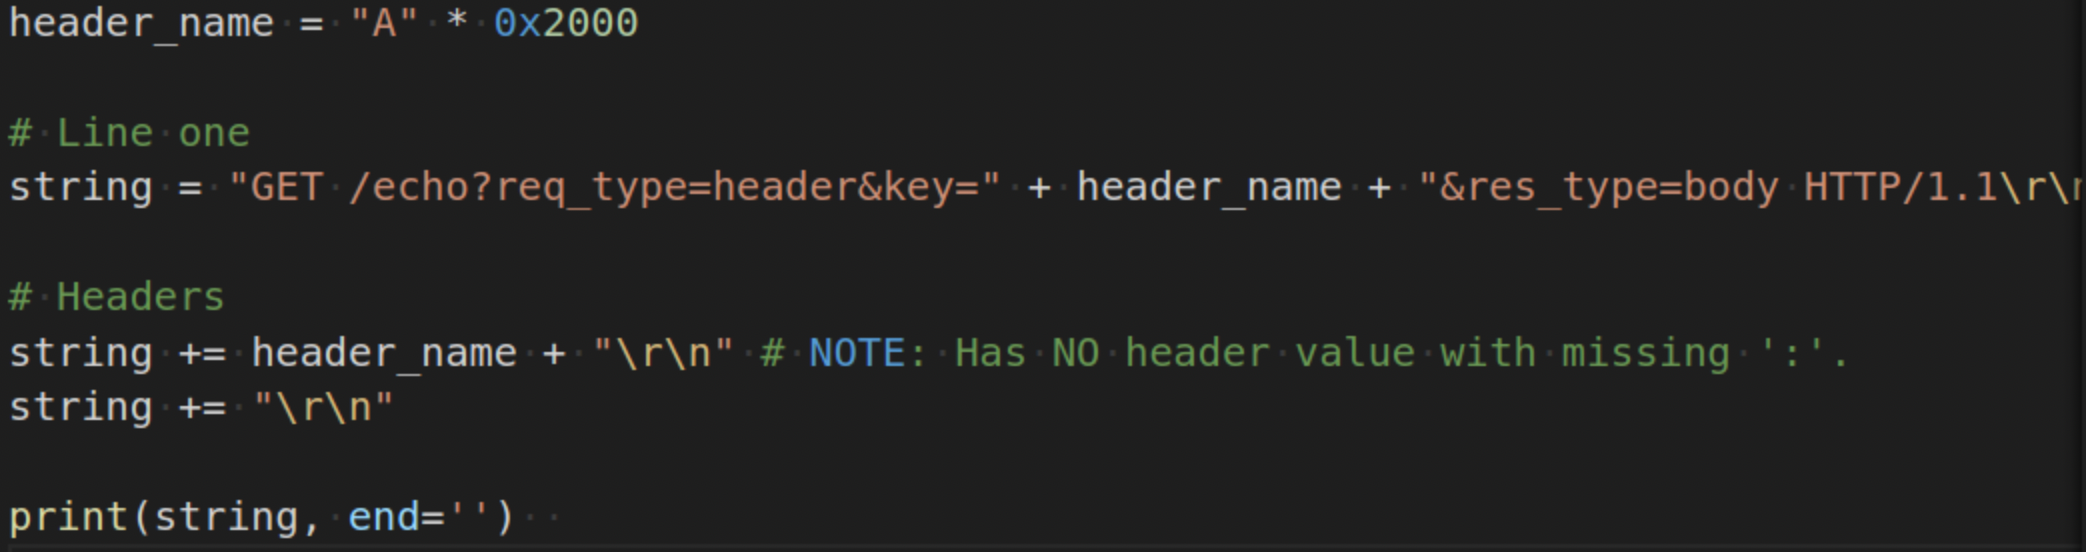 header_name = "A" * 0x2000
# Line one
string = "GET /echo?req_type=header&key=" + header_name + "&res_type=body HTTP/1.1\r\
# Headers
string += header_name + "\r\n" # NOTE: Has NO header value with missing ':'.
string += "\r\n"
print(string, end='')